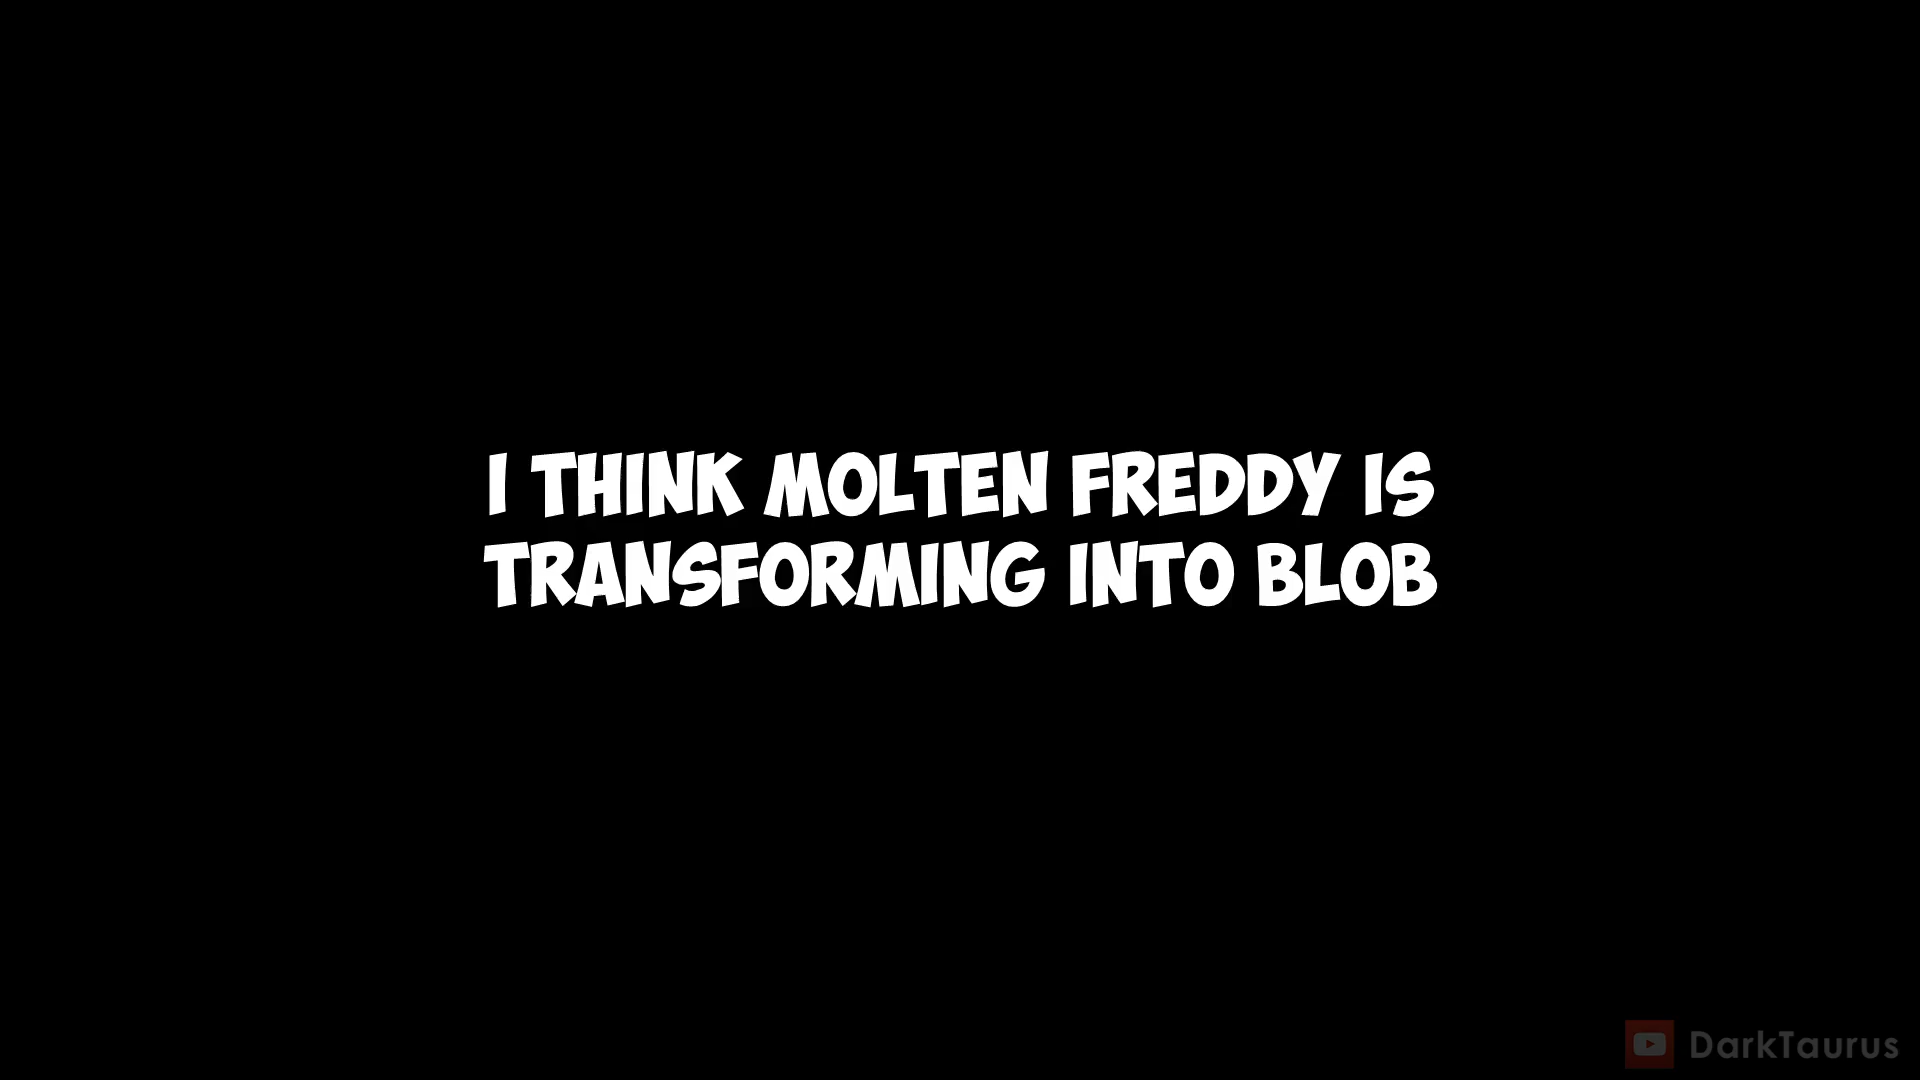 I THINK MOLTEN FREDDY IS
TRANSFORMING INTO BLOB
DarkTaurus